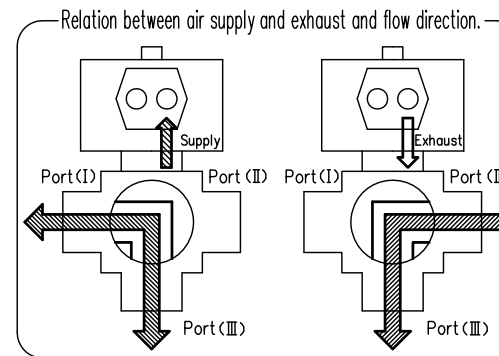 Relation between air supply and exhaust and flow direction.
Supply
Exhaust
Port(I)
Port(II)
Port(I)
Port(I
Port(III)
Port(III)